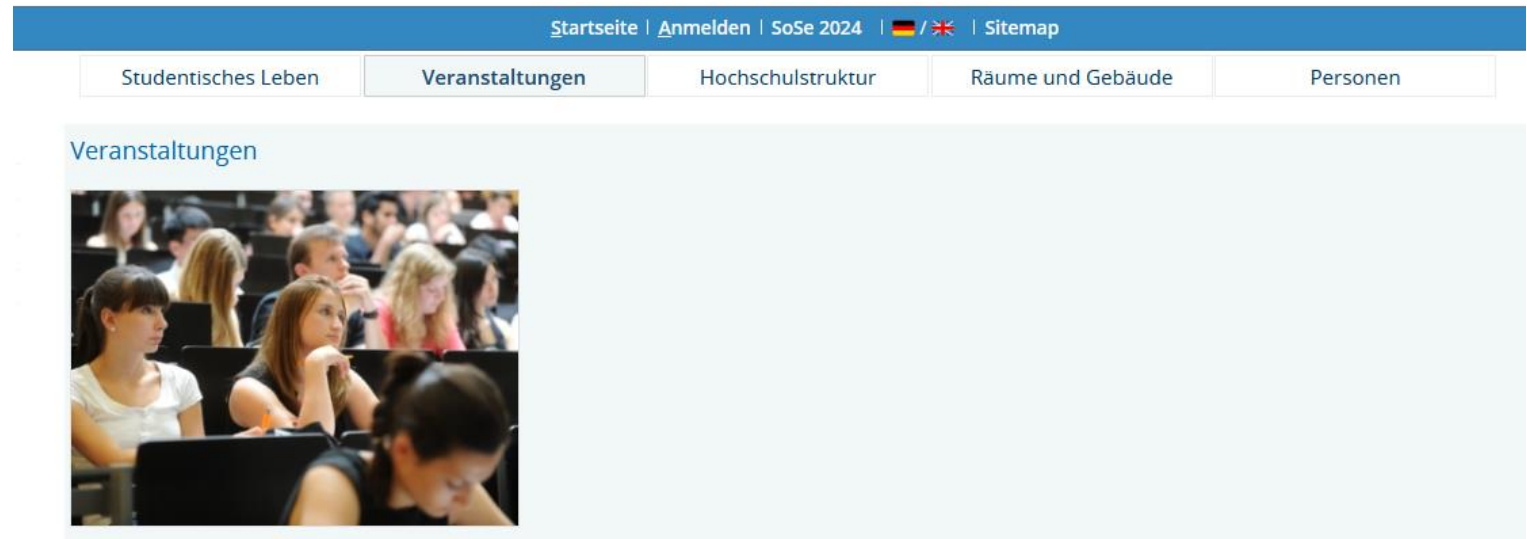 Startseite | Anmelden | SoSe 2024 | / | Sitemap
Studentisches Leben Veranstaltungen Hochschulstruktur Räume und Gebäude Personen
Veranstaltungen